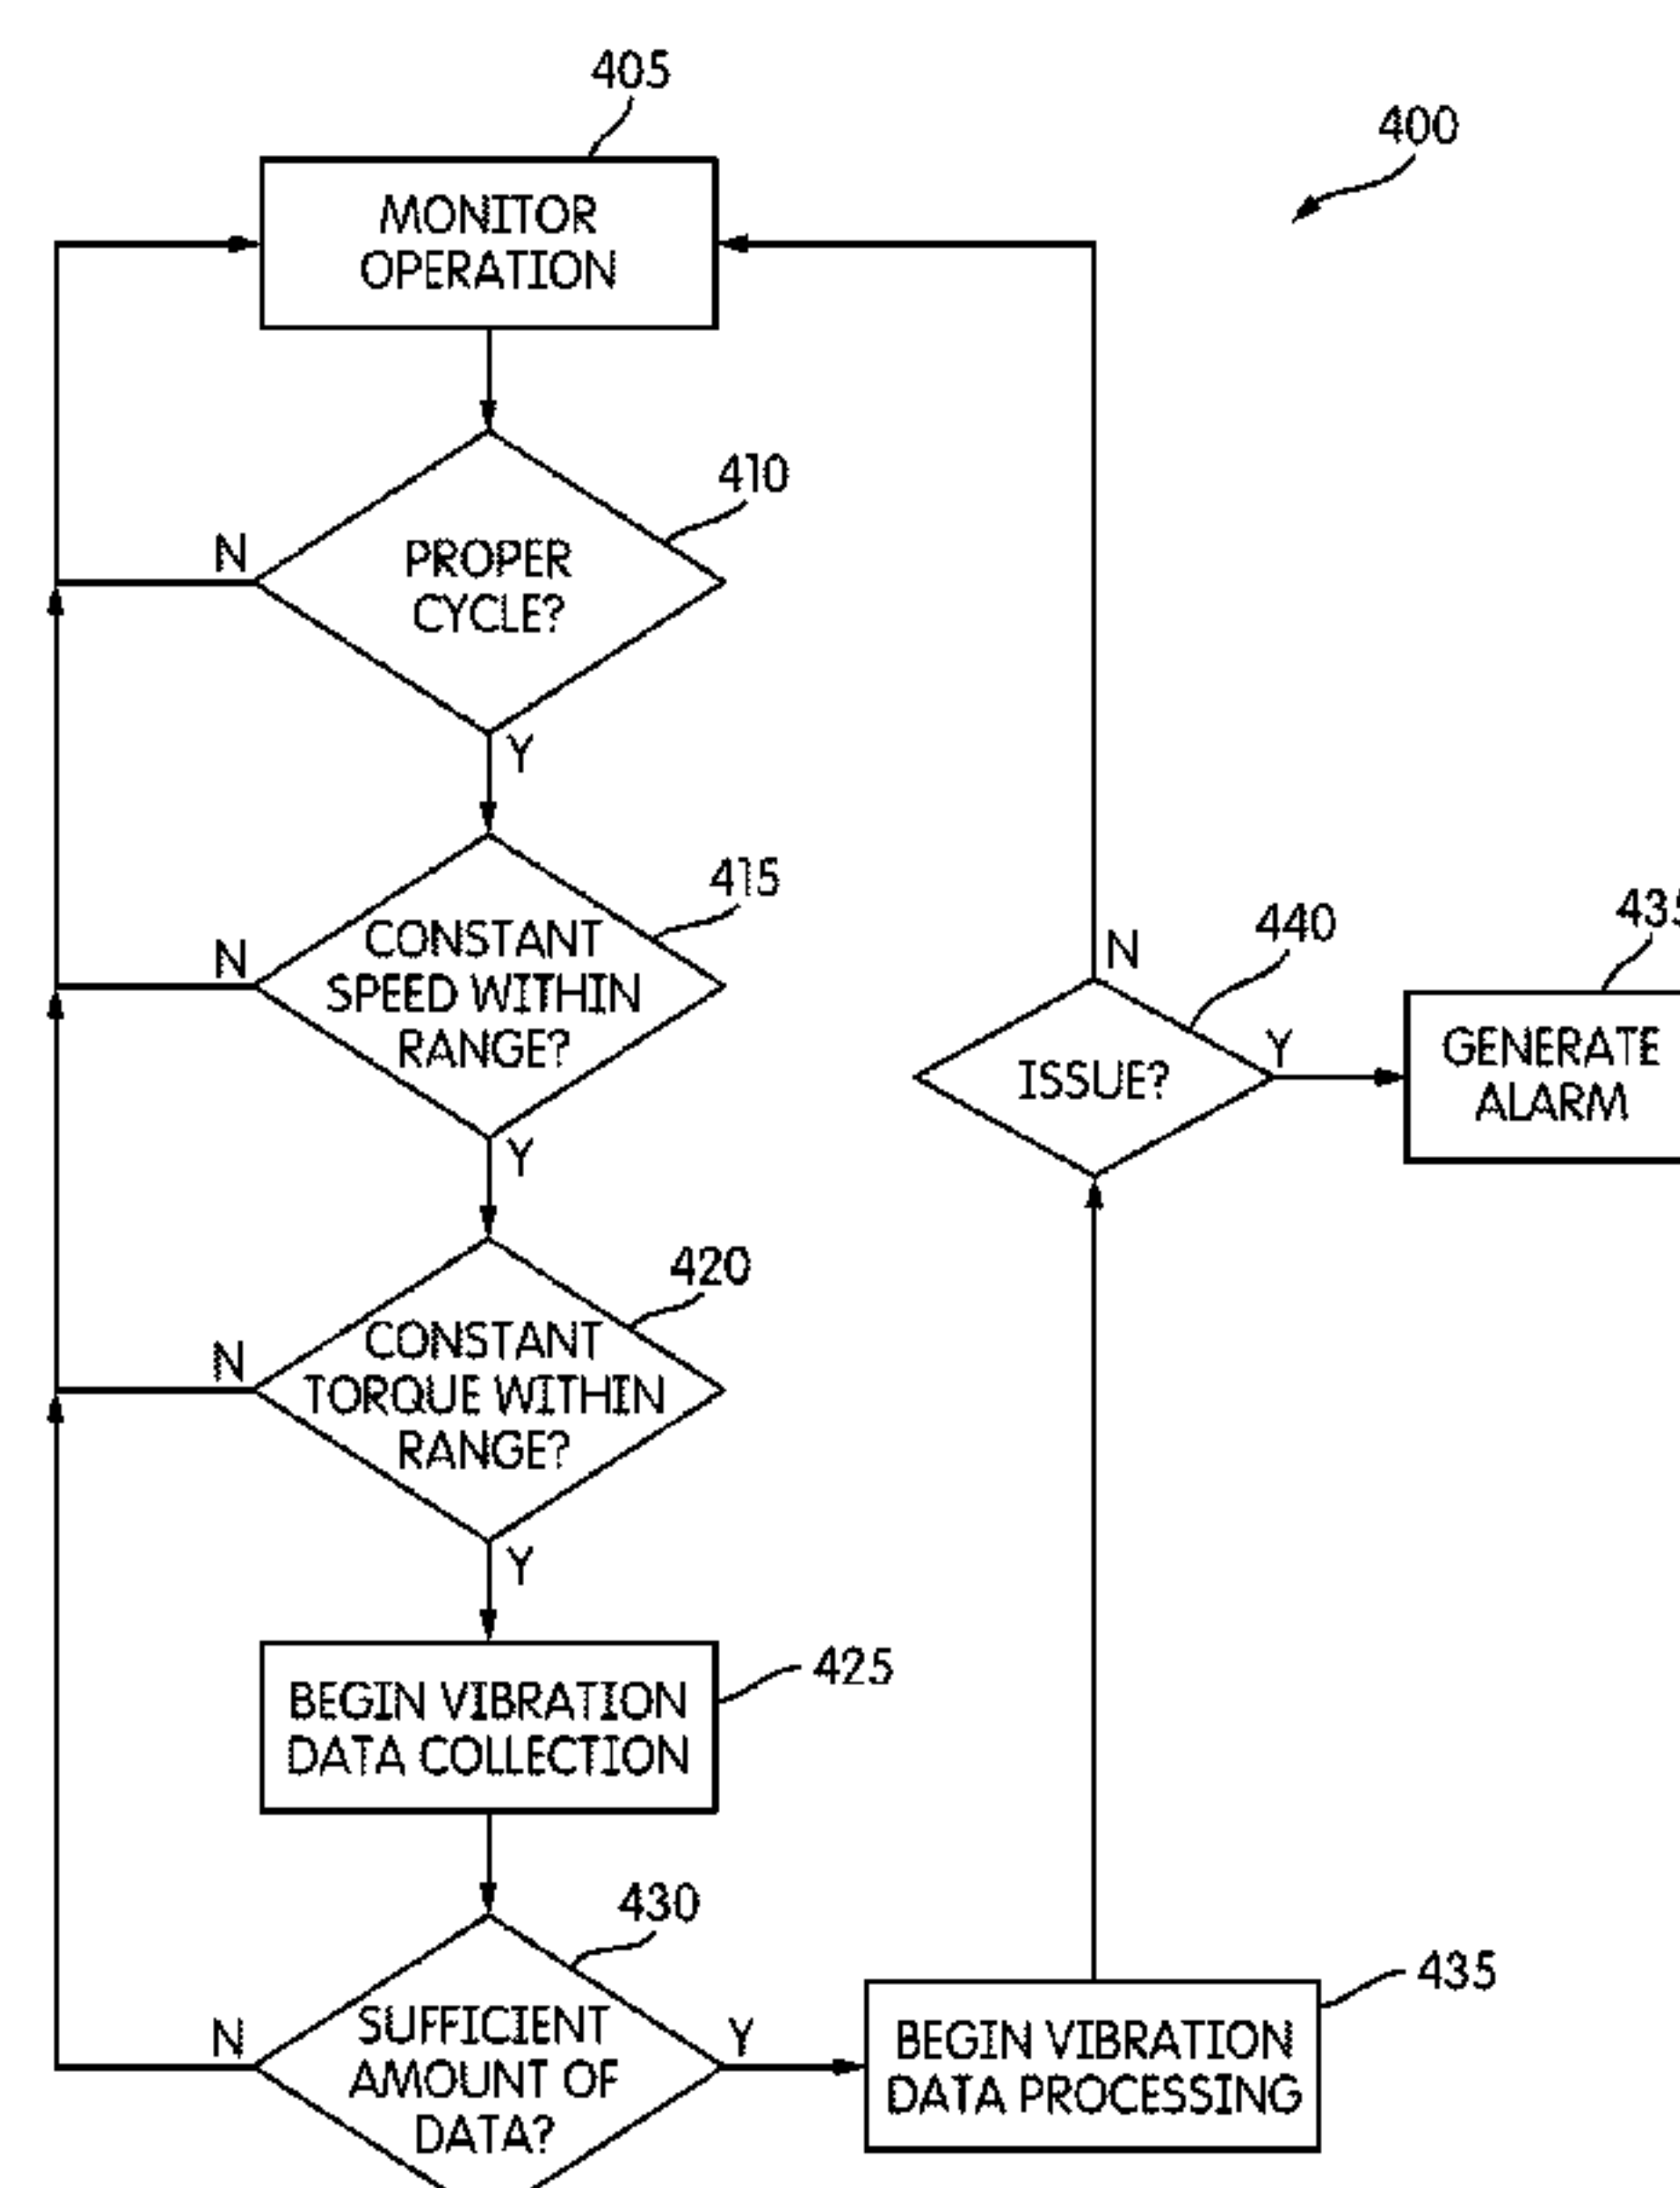 405
400
MONITOR
OPERATION
410
N
PROPER
CYCLE?
Y
415
N
CONSTANT
SPEED WITHIN
RANGE?
Y
420
N
CONSTANT
TORQUE WITHIN
RANGE?
Y
425
BEGIN VIBRATION
DATA COLLECTION
430
N
SUFFICIENT
AMOUNT OF
DATA?
Y
435
BEGIN VIBRATION
DATA PROCESSING
440
N
ISSUE?
Y
GENERATE
ALARM